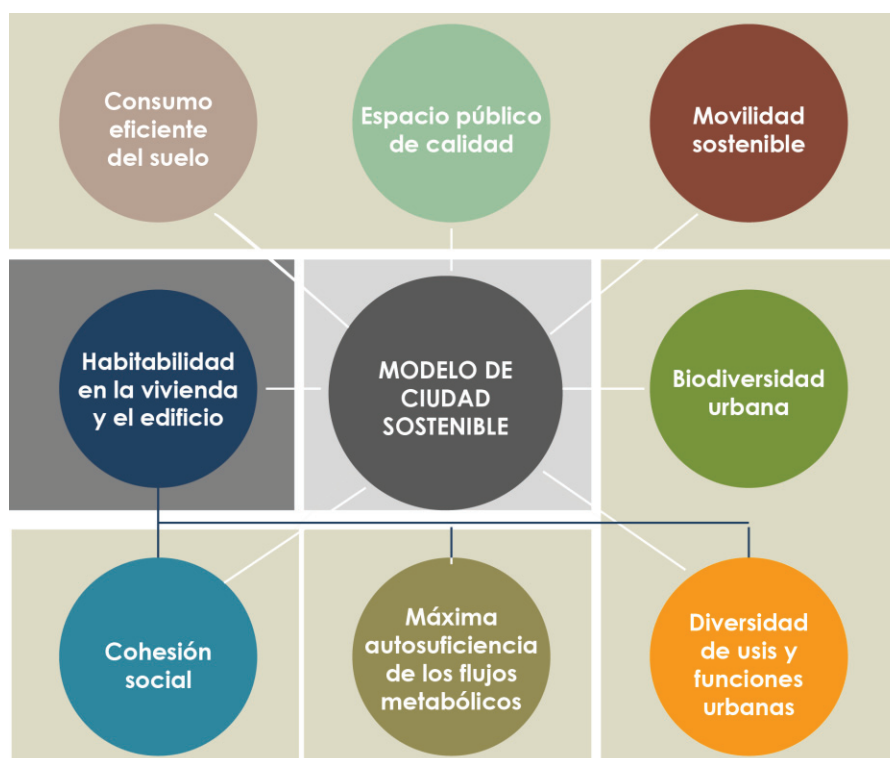 Consumo
eficiente
del suelo
Espacio público
de calidad
Movilidad
sostenible
Habitabilidad
en la vivienda
y el edificio
MODELO DE
CIUDAD
SOSTENIBLE
Biodiversidad
urbana
Cohesión
social
Máxima
autosuficiencia
de los flujos
metabólicos
Diversidad
de usis y
funciones
urbanas